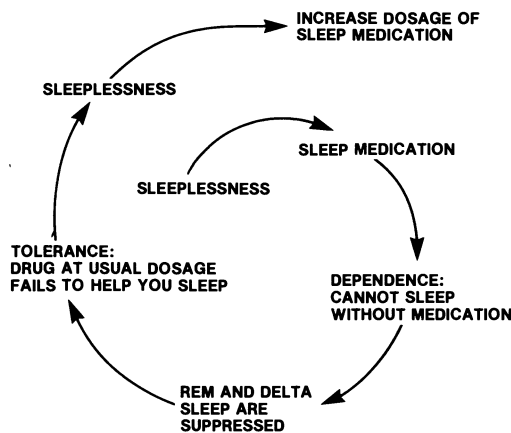 SLEEPLESSNESS
SLEEP MEDICATION
DEPENDENCE:
CANNOT SLEEP
WITHOUT MEDICATION
REM AND DELTA
SLEEP ARE
SUPPRESSED
TOLERANCE:
DRUG AT USUAL DOSAGE
FAILS TO HELP YOU SLEEP
SLEEPLESSNESS
INCREASE DOSAGE OF
SLEEP MEDICATION